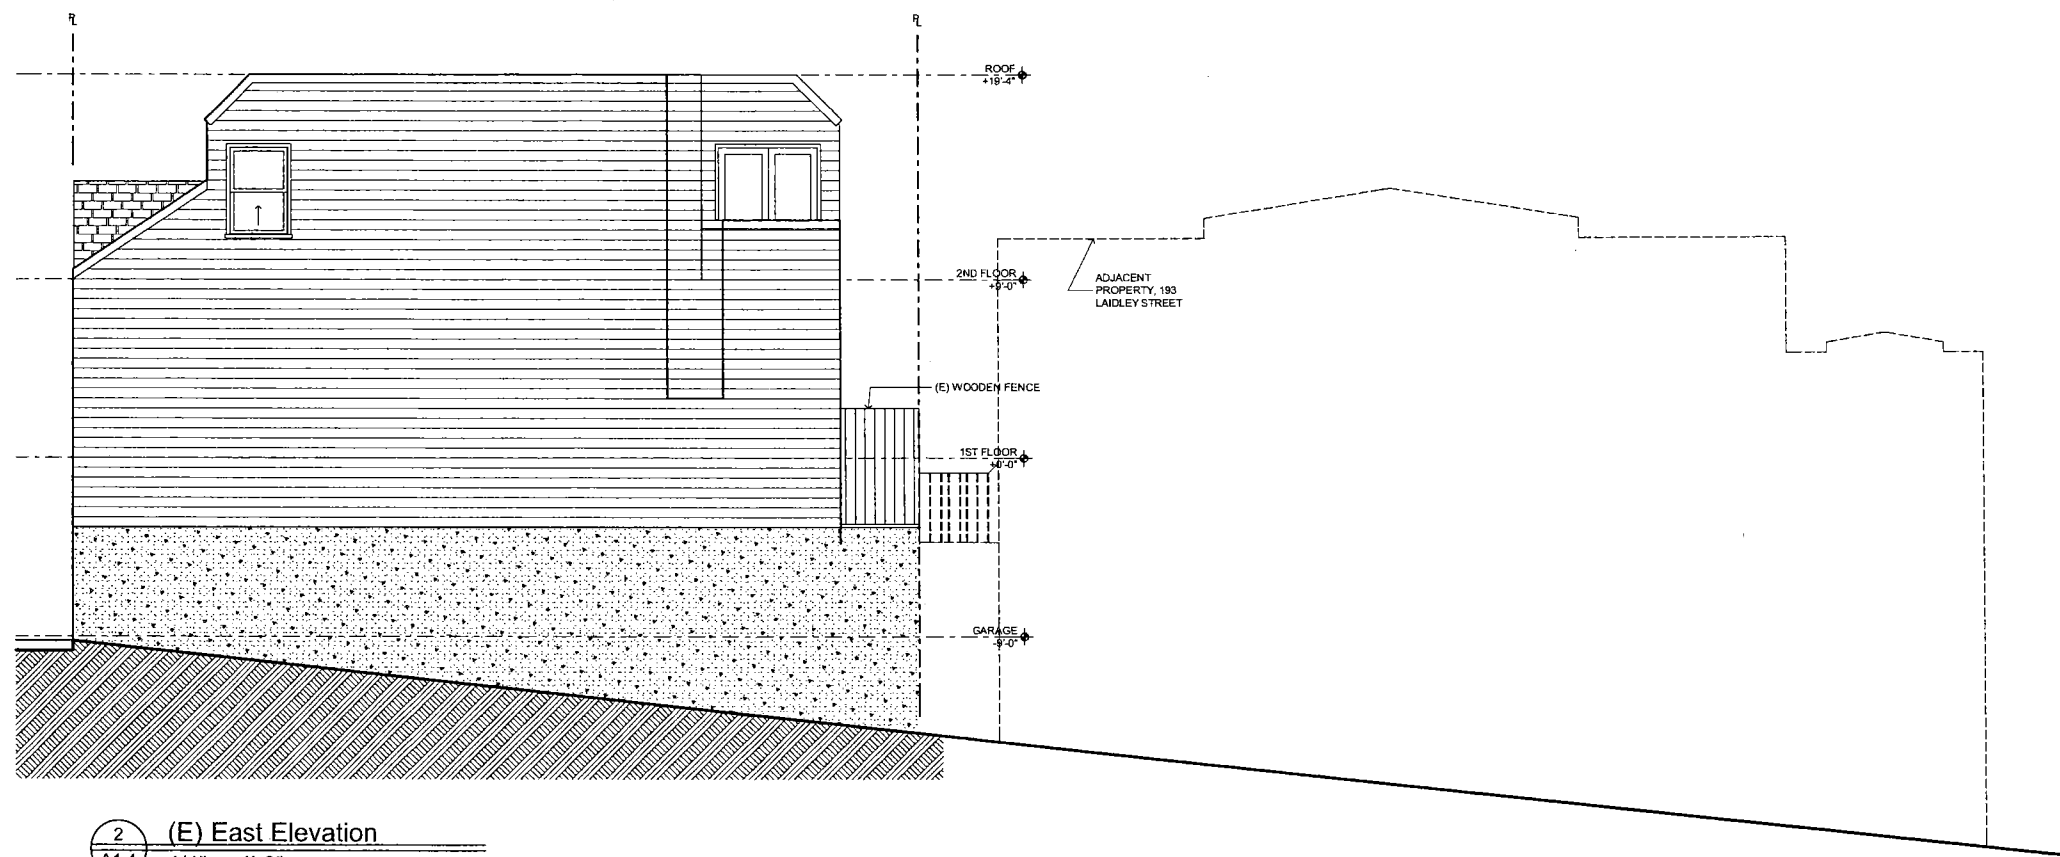 PL
PL
ROOF
+19'-4"
2ND FLOOR
+9'-0"
ADJACENT
PROPERTY, 193
LAIDLEY STREET
(E) WOODEN FENCE
1ST FLOOR
+0'-0"
GARAGE
-9'-0"
2
(E) East Elevation